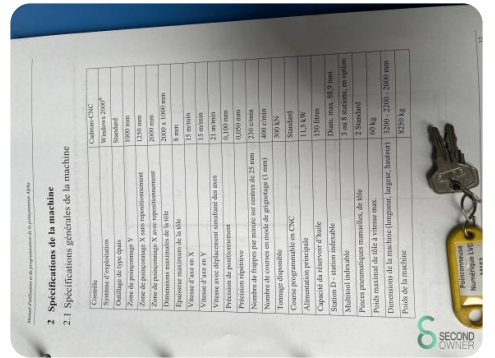 Manuel d'utilisation et de programmation de la poinçonneuse Alpha
2 Spécifications de la machine
2.1 Spécifications générales de la machine
Contrôle Cadman-CNC
Système d'exploitation Windows 2000®
Outillage de type épais Standard
Zone de poinçonnage Y 1000 mm
Zone de poinçonnage X sans repositionnement 1250 mm
Zone de poinçonnage X avec repositionnement 2000 mm
Dimensions maximales de la tôle 2000 x 1000 mm
Epaisseur maximum de la tôle 8 mm
Vitesse d'axe en X 15 m/min
Vitesse d'axe en Y 15 m/min
Vitesse avec déplacement simultané des axes 21 m/min
Précision de positionnement 0,100 mm
Précision répétitive 0,050 mm
Nombre de frappes par minute sur centres de 25 mm 230 c/min
Nombre de courses en mode de grignotage (1 mm) 400 c/min
Tonnage disponible 300 kN
Course programmable en CNC Standard
Alimentation principale 11,5 kW
Capacité du réservoir d'huile 150 litres
Station D - station indexable Diam. max. 88,9 mm
Multitool indexable 3 ou 8 stations, en option
Pinces pneumatiques manuelles, de tôle 2 Standard
Poids maximal de tôle à vitesse max. 60 kg
Dimensions de la machine (longueur, largeur, hauteur) 3200 - 2200 - 2000 mm
Poids de la machine 8250 kg
Poinçonneuse
Numérique LVD
SECOND
OWNER